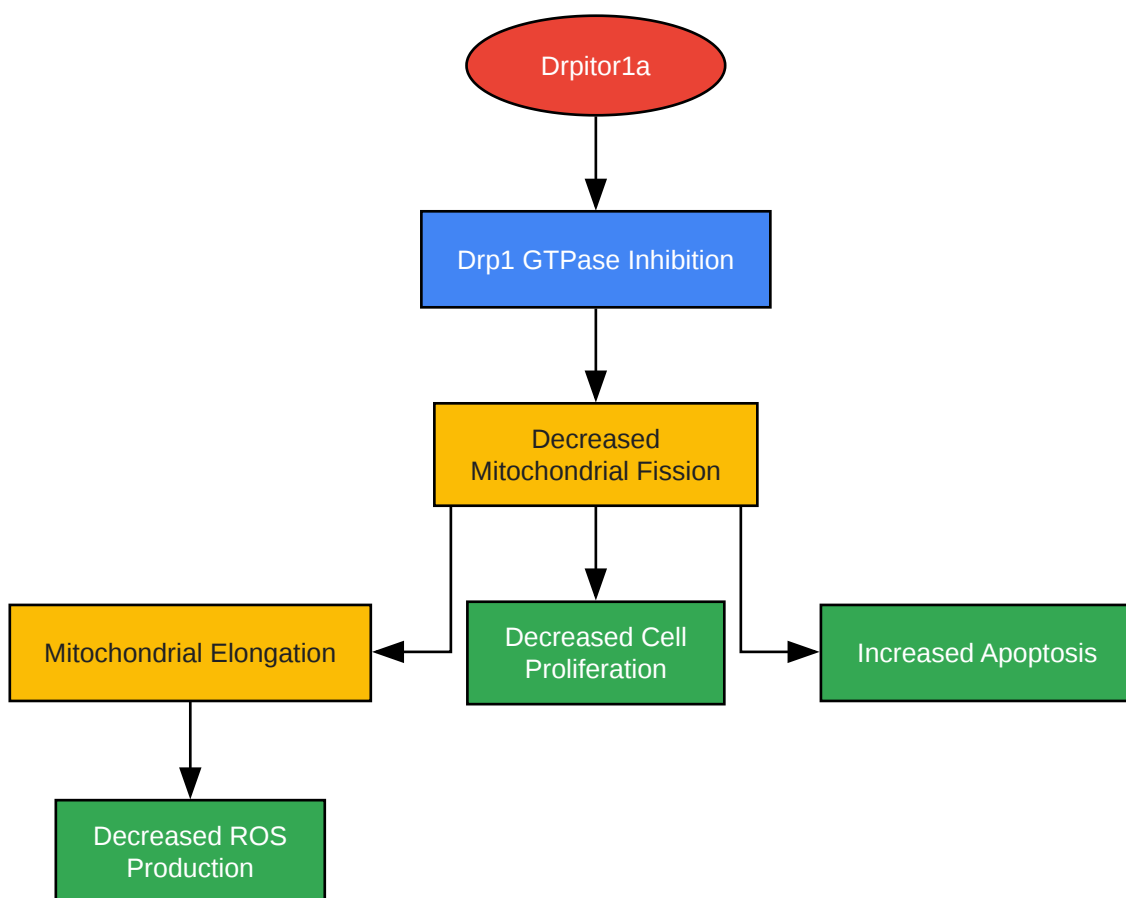 Drpitor1a
Drp1 GTPase Inhibition
Decreased
Mitochondrial Fission
Mitochondrial Elongation
Decreased Cell
Proliferation
Increased Apoptosis
Decreased ROS
Production